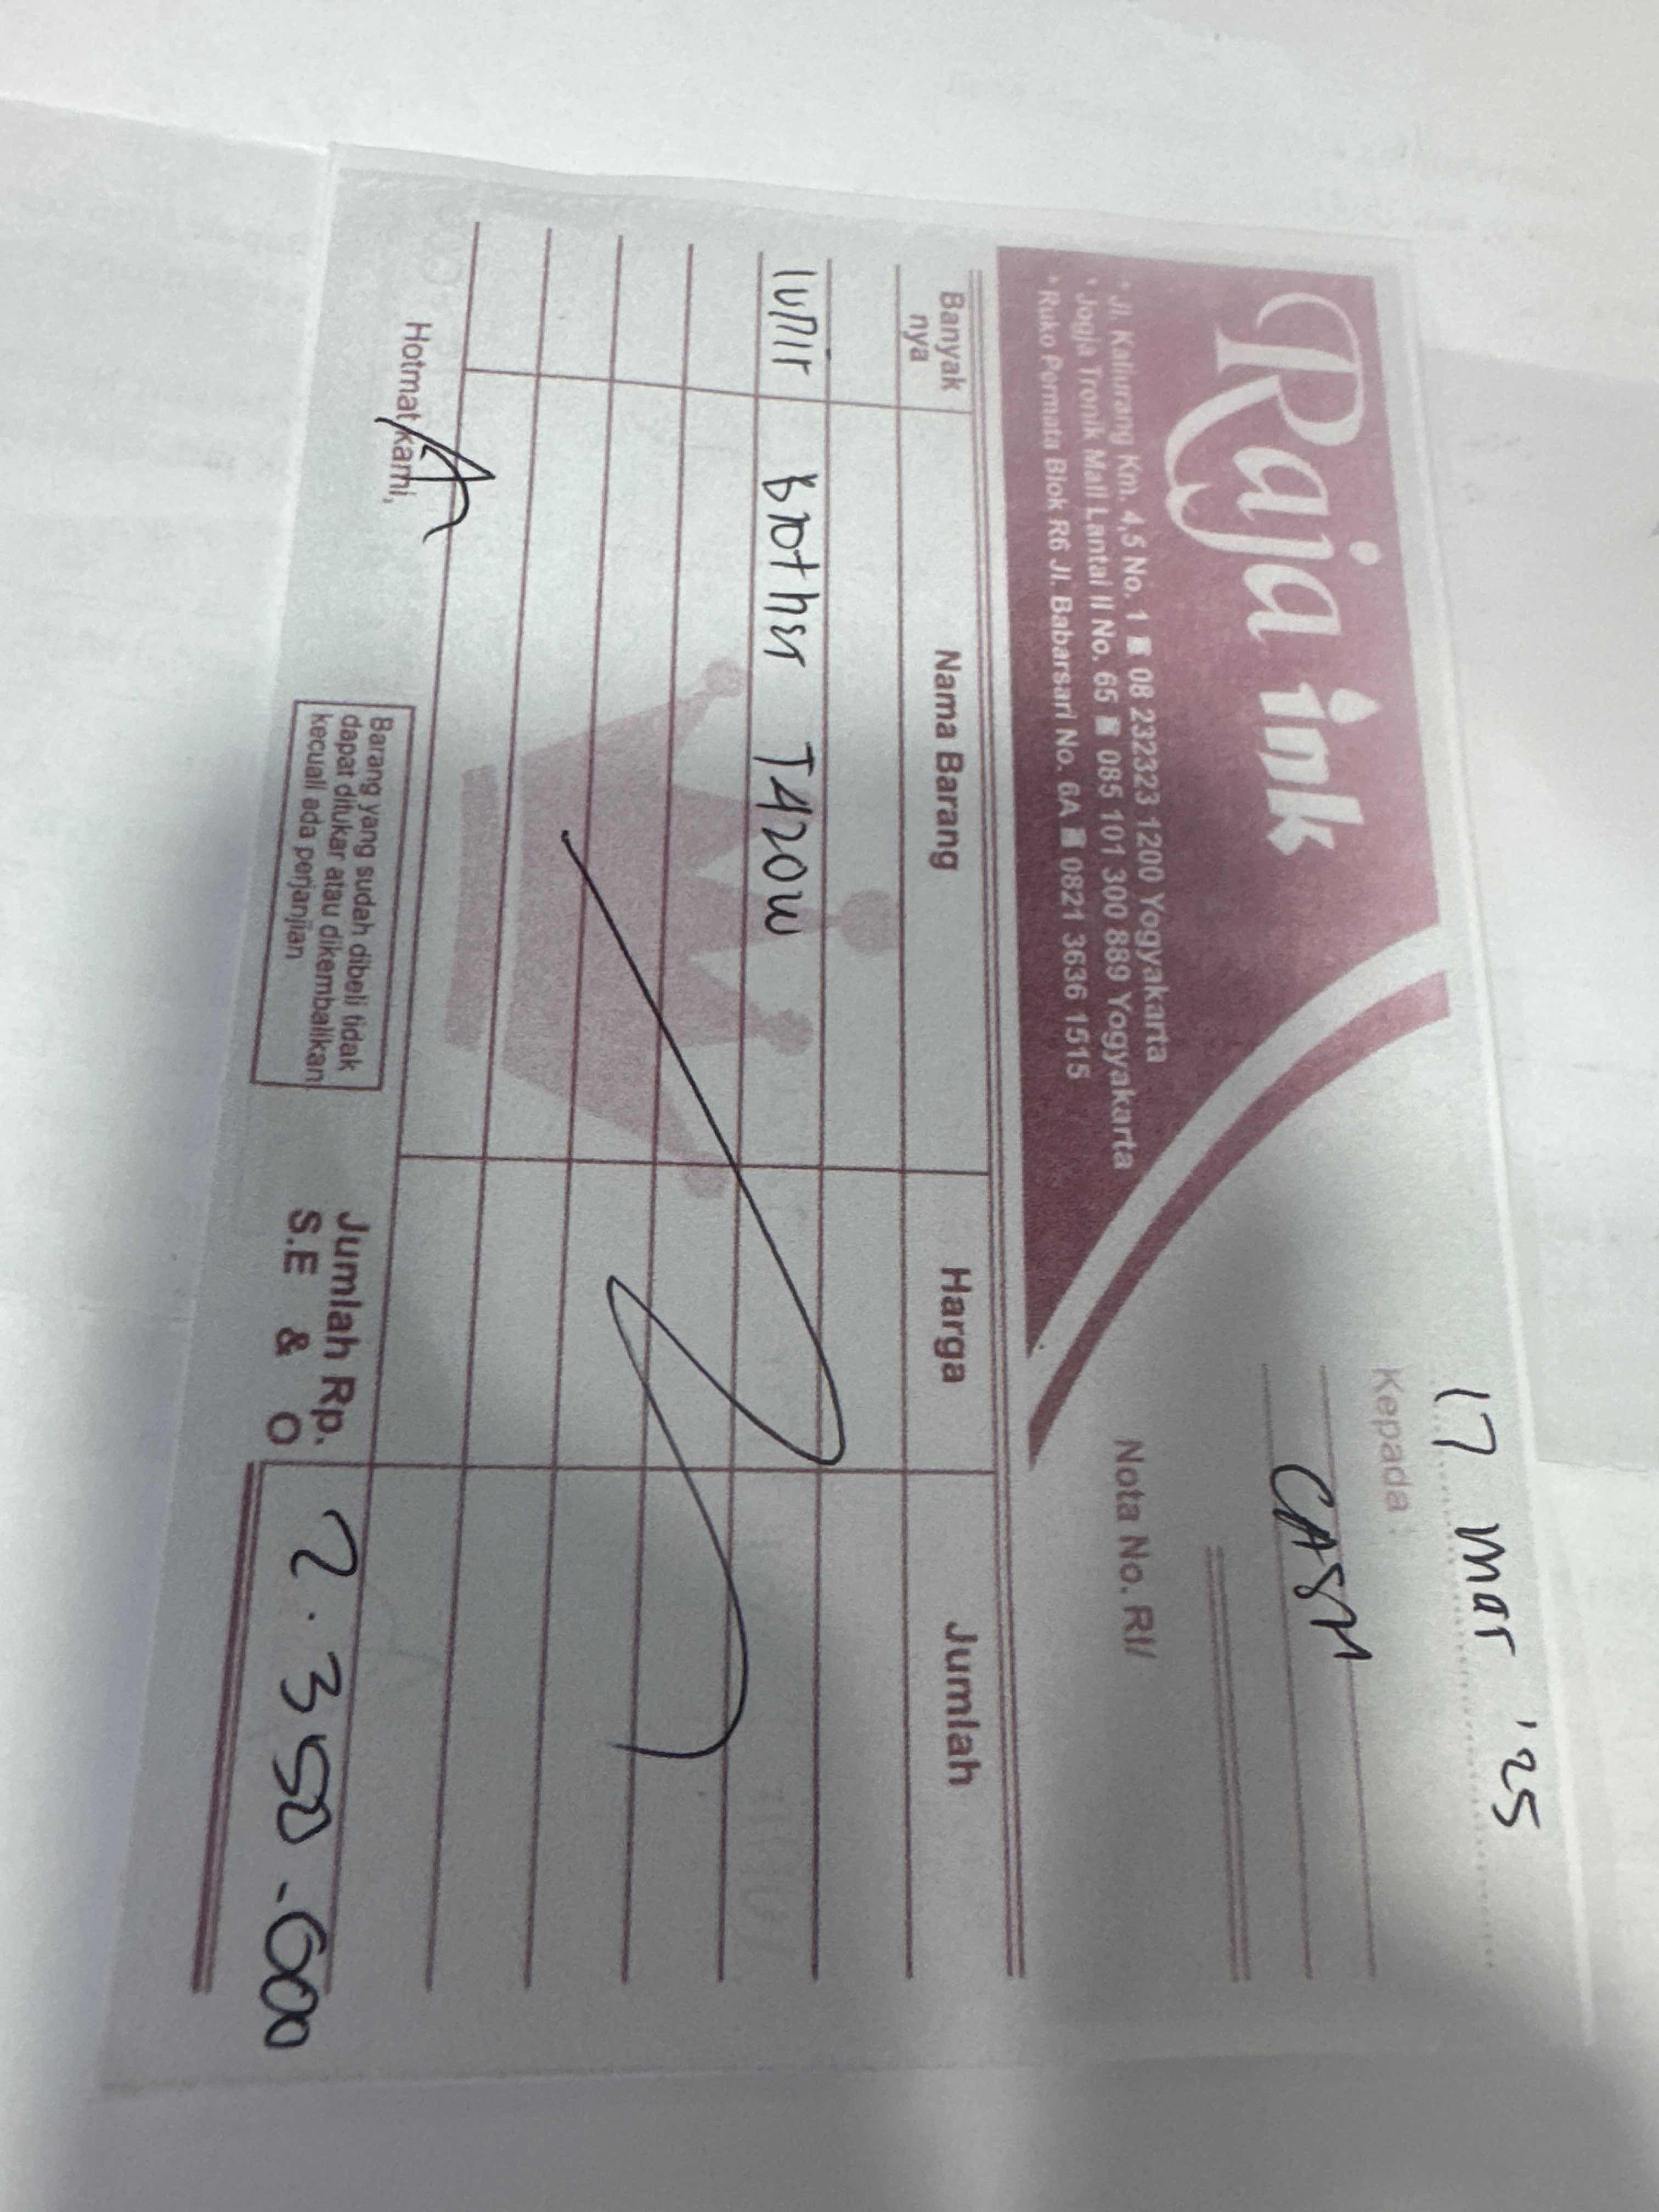 Raja ink
* Jl. Kaliurang Km. 4,5 No. 1 08 232323 1200 Yogyakarta
* Jogja Tronik Mall Lantai II No. 65 085 101 300 889 Yogyakarta
* Ruko Permata Blok R6 Jl. Babarsari No. 6A 0821 3636 1515
17 Mar '25
Kepada :
CASH
Nota No. RI/
Banyak nya Nama Barang Harga Jumlah
1 Brother T420W
Hotmat kami,
Barang yang sudah dibeli tidak
dapat ditukar atau dikembalikan
kecuali ada perjanjian
Jumlah Rp. 2.350.000
S.E & O